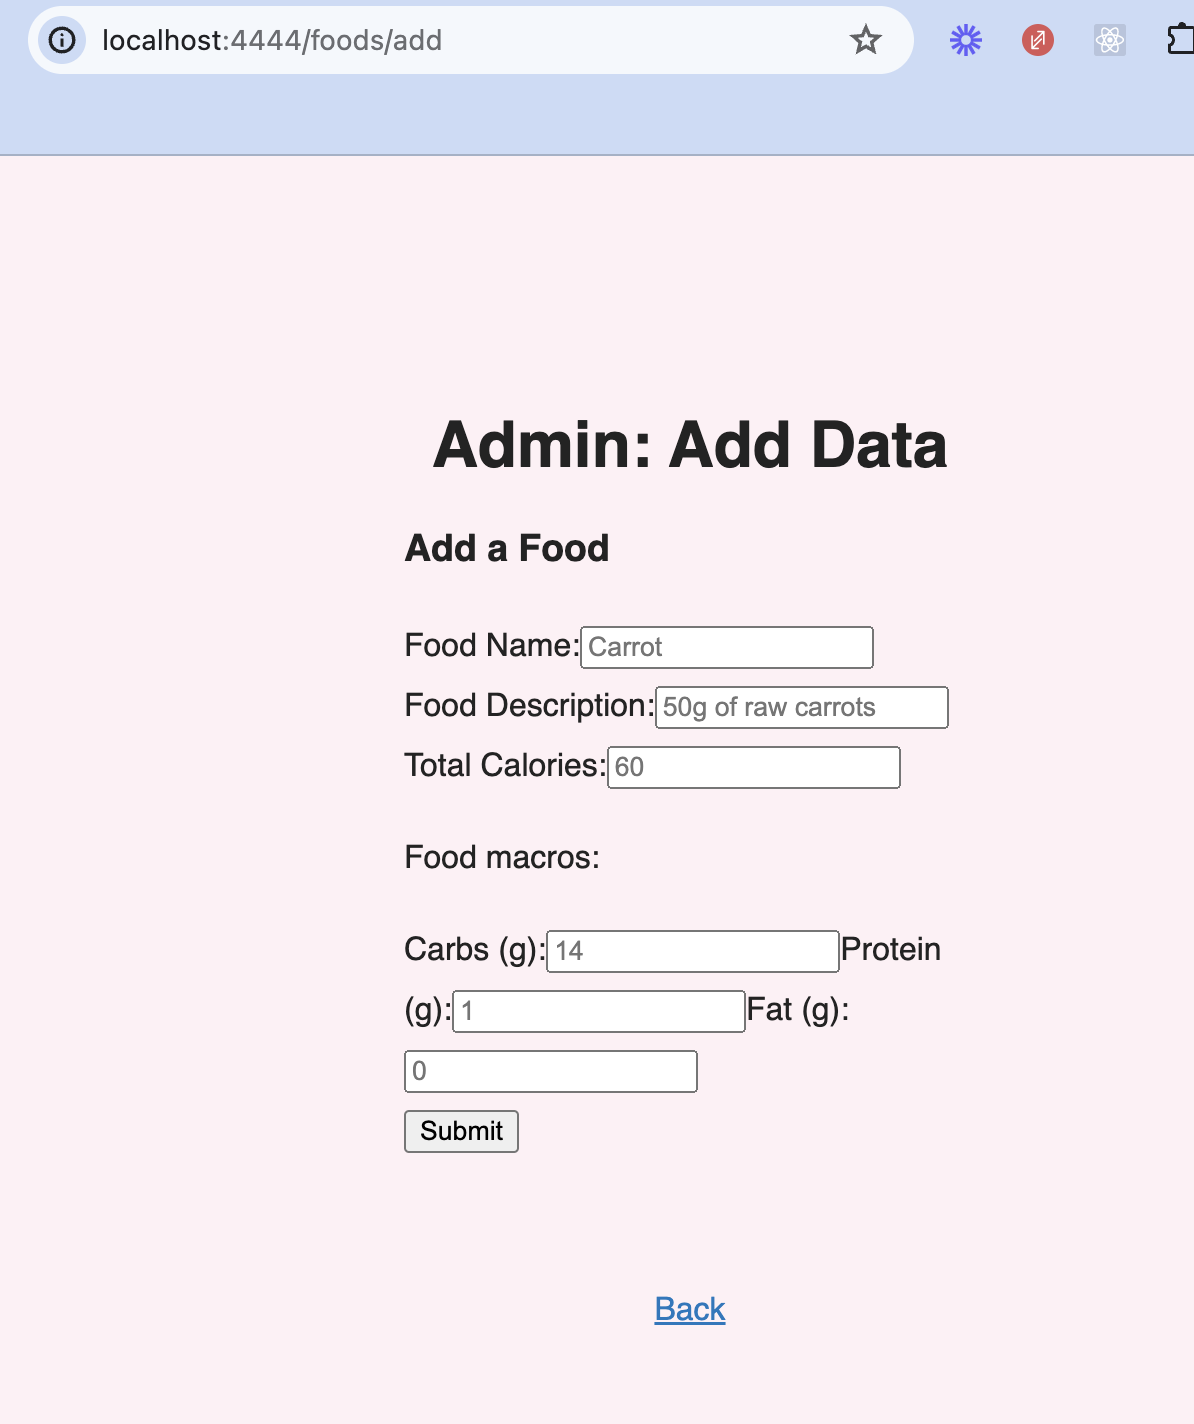 localhost:4444/foods/add
Admin: Add Data
Add a Food
Food Name: Carrot
Food Description: 50g of raw carrots
Total Calories: 60
Food macros:
Carbs (g): 14 Protein
(g): 1 Fat (g):
0
Submit
Back